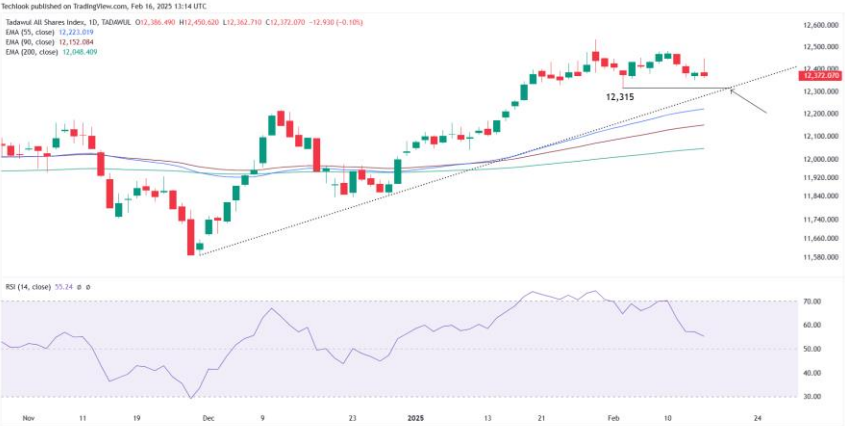 Techlook published on TradingView.com, Feb 16, 2025 13:14 UTC
Tadawul All Shares Index, 1D, TADAWUL O12,386.490 H12,450.620 L12,362.710 C12,372.070 −12.930 (−0.10%)
EMA (55, close) 12,223.019
EMA (90, close) 12,152.084
EMA (200, close) 12,048.409
12,600.000
12,500.000
12,400.000
12,372.070
12,300.000
12,315
12,200.000
12,100.000
12,000.000
11,920.000
11,840.000
11,740.000
11,660.000
11,580.000
RSI (14, close) 55.24 ø ø
70.00
60.00
50.00
40.00
30.00
Nov 11 19 Dec 9 23 2025 13 21 Feb 10 24